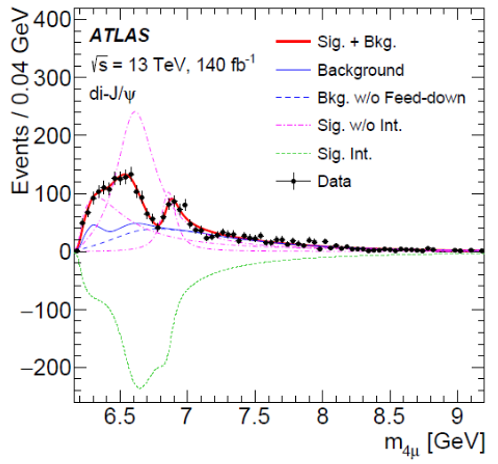 Events / 0.04 GeV
400
300
200
100
0
−100
−200
ATLAS
√s = 13 TeV, 140 fb⁻¹
di-J/ψ
Sig. + Bkg.
Background
Bkg. w/o Feed-down
Sig. w/o Int.
Sig. Int.
Data
6.5 7 7.5 8 8.5 9
m4μ [GeV]